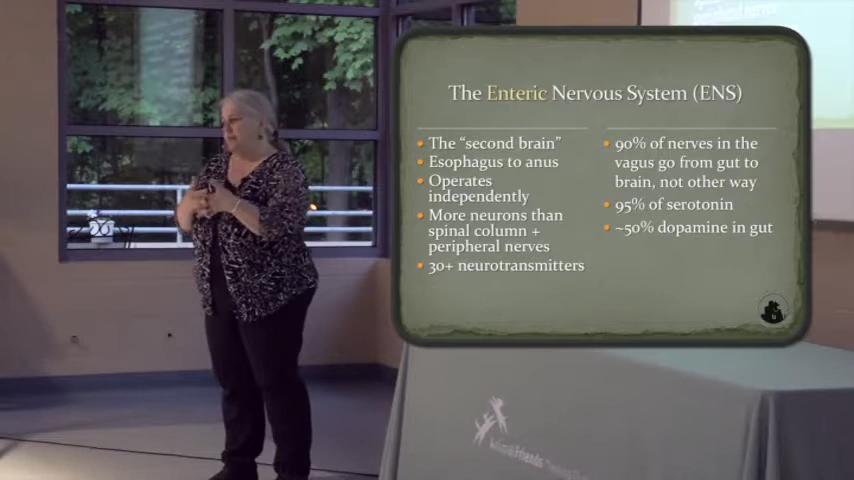 The Enteric Nervous System (ENS)
• The "second brain"
• Esophagus to anus
• Operates
independently
• More neurons than
spinal column +
peripheral nerves
• 30+ neurotransmitters
• 90% of nerves in the
vagus go from gut to
brain, not other way
• 95% of serotonin
• ~50% dopamine in gut